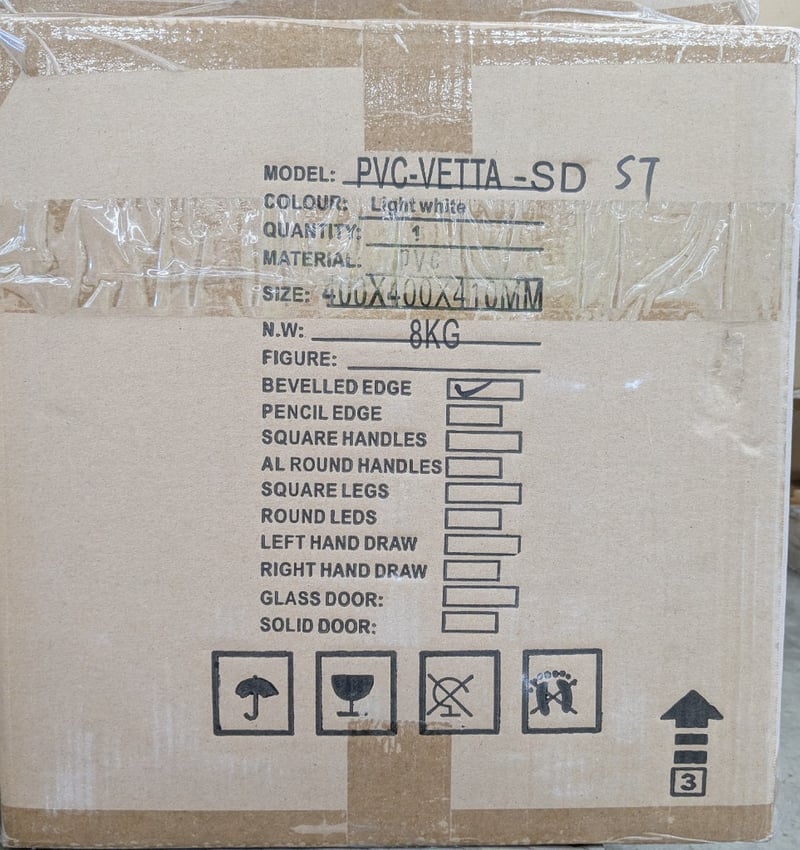 MODEL: PVC-VETTA-SD ST
COLOUR: Light white
QUANTITY: 1
MATERIAL: PVC
SIZE: 400X400X410MM
N.W: 8KG
FIGURE:
BEVELLED EDGE
PENCIL EDGE
SQUARE HANDLES
AL ROUND HANDLES
SQUARE LEGS
ROUND LEDS
LEFT HAND DRAW
RIGHT HAND DRAW
GLASS DOOR:
SOLID DOOR:
3